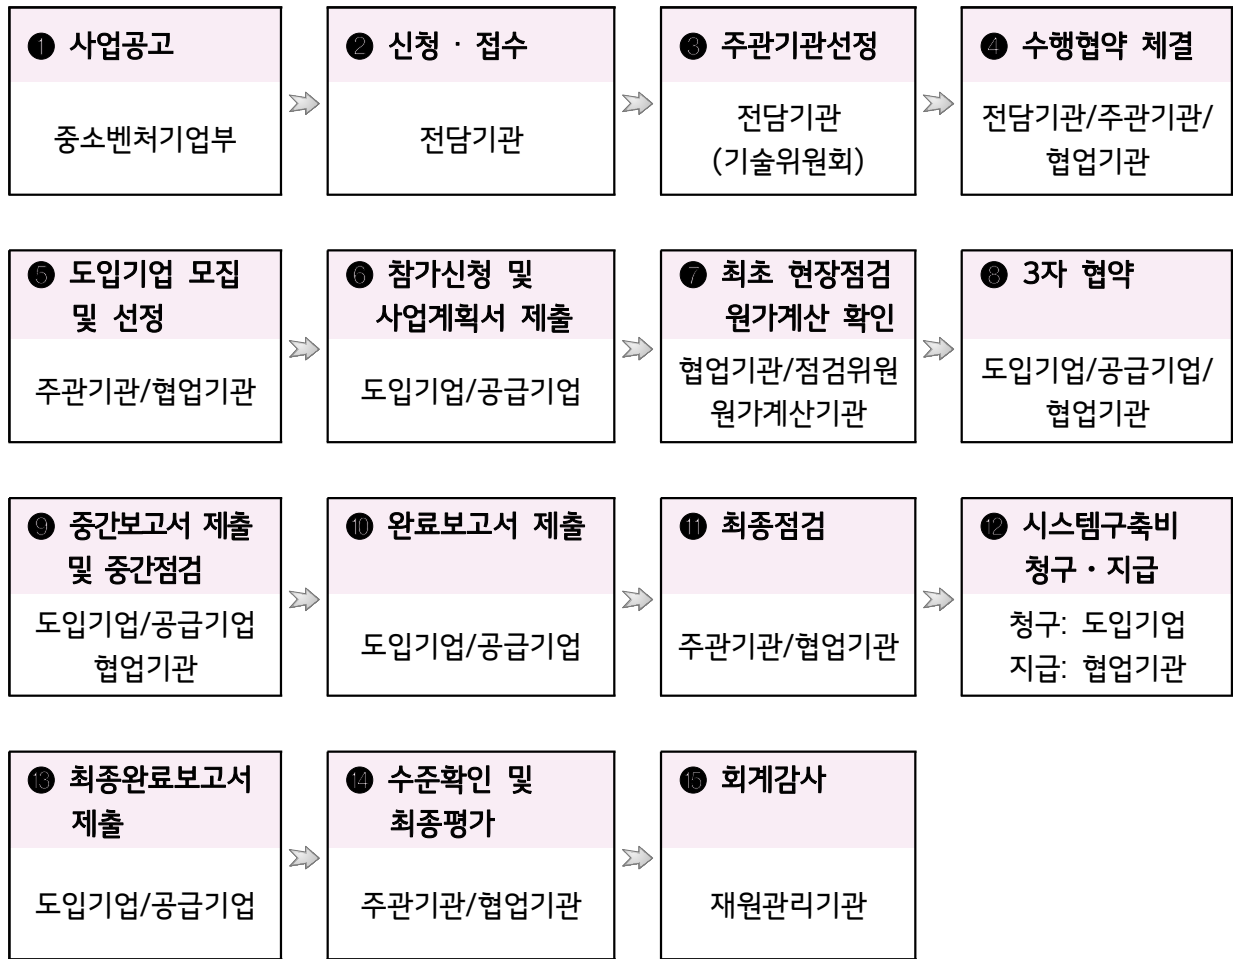 ❶ 사업공고
중소벤처기업부
❷ 신청 · 접수
전담기관
❸ 주관기관선정
전담기관
(기술위원회)
❹ 수행협약 체결
전담기관/주관기관/
협업기관
❺ 도입기업 모집
및 선정
주관기관/협업기관
❻ 참가신청 및
사업계획서 제출
도입기업/공급기업
❼ 최초 현장점검
원가계산 확인
협업기관/점검위원
원가계산기관
❽ 3자 협약
도입기업/공급기업/
협업기관
❾ 중간보고서 제출
및 중간점검
도입기업/공급기업
협업기관
❿ 완료보고서 제출
도입기업/공급기업
⓫ 최종점검
주관기관/협업기관
⓬ 시스템구축비
청구・지급
청구: 도입기업
지급: 협업기관
⓭ 최종완료보고서
제출
도입기업/공급기업
⓮ 수준확인 및
최종평가
주관기관/협업기관
⓯ 회계감사
재원관리기관